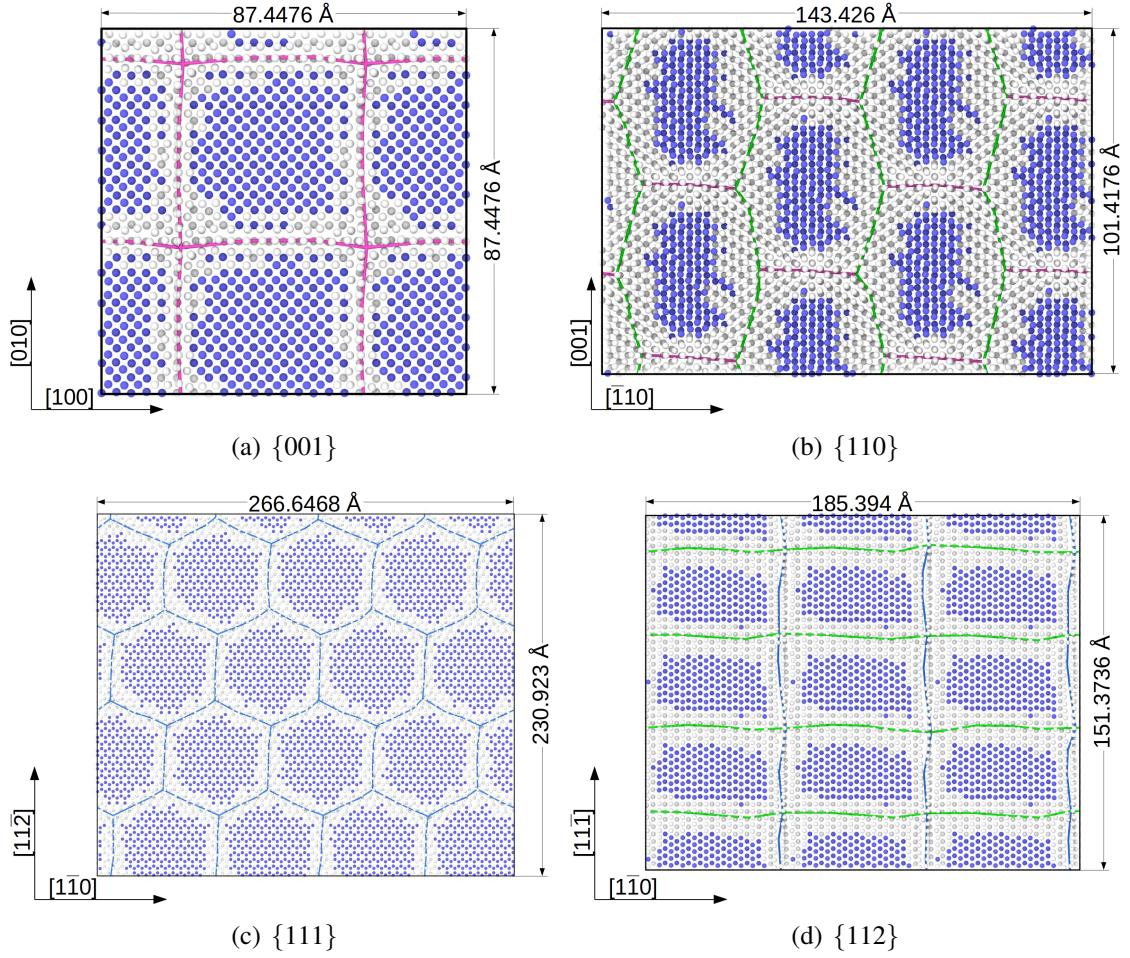 87.4476 Å
87.4476 Å
[010]
[100]
(a) {001}
143.426 Å
101.4176 Å
[001]
[1̅10]
(b) {110}
266.6468 Å
230.923 Å
[112̅]
[11̅0]
(c) {111}
185.394 Å
151.3736 Å
[111̅]
[11̅0]
(d) {112}